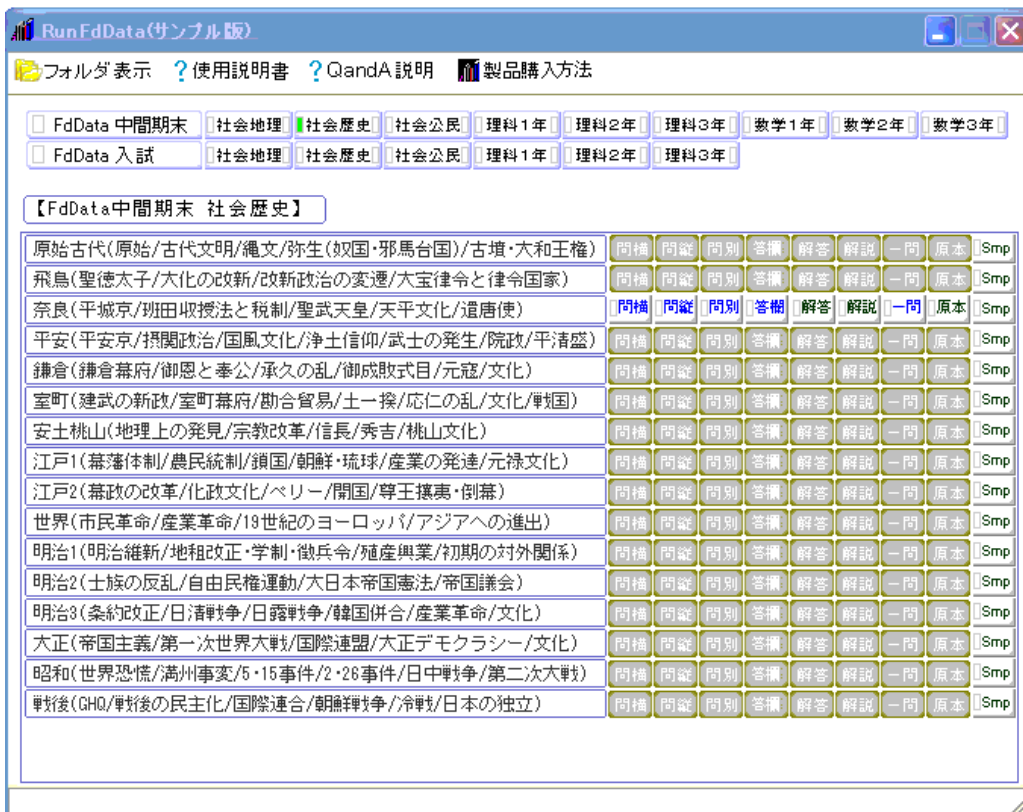 RunFdData(サンプル版)
フォルダ表示 ?使用説明書 ?QandA説明 製品購入方法
FdData 中間期末 社会地理 社会歴史 社会公民 理科1年 理科2年 理科3年 数学1年 数学2年 数学3年
FdData 入試 社会地理 社会歴史 社会公民 理科1年 理科2年 理科3年
【FdData中間期末 社会歴史】
原始古代(原始/古代文明/縄文/弥生(奴国・邪馬台国)/古墳・大和王権) 問横 問縦 問別 答欄 解答 解説 一問 原本 Smp
飛鳥(聖徳太子/大化の改新/改新政治の変遷/大宝律令と律令国家) 問横 問縦 問別 答欄 解答 解説 一問 原本 Smp
奈良(平城京/班田収授法と税制/聖武天皇/天平文化/遣唐使) 問横 問縦 問別 答欄 解答 解説 一問 原本 Smp
平安(平安京/摂関政治/国風文化/浄土信仰/武士の発生/院政/平清盛) 問横 問縦 問別 答欄 解答 解説 一問 原本 Smp
鎌倉(鎌倉幕府/御恩と奉公/承久の乱/御成敗式目/元寇/文化) 問横 問縦 問別 答欄 解答 解説 一問 原本 Smp
室町(建武の新政/室町幕府/勘合貿易/土一揆/応仁の乱/文化/戦国) 問横 問縦 問別 答欄 解答 解説 一問 原本 Smp
安土桃山(地理上の発見/宗教改革/信長/秀吉/桃山文化) 問横 問縦 問別 答欄 解答 解説 一問 原本 Smp
江戸1(幕藩体制/農民統制/鎖国/朝鮮・琉球/産業の発達/元禄文化) 問横 問縦 問別 答欄 解答 解説 一問 原本 Smp
江戸2(幕政の改革/化政文化/ペリー/開国/尊王攘夷・倒幕) 問横 問縦 問別 答欄 解答 解説 一問 原本 Smp
世界(市民革命/産業革命/19世紀のヨーロッパ/アジアへの進出) 問横 問縦 問別 答欄 解答 解説 一問 原本 Smp
明治1(明治維新/地租改正・学制・徴兵令/殖産興業/初期の対外関係) 問横 問縦 問別 答欄 解答 解説 一問 原本 Smp
明治2(士族の反乱/自由民権運動/大日本帝国憲法/帝国議会) 問横 問縦 問別 答欄 解答 解説 一問 原本 Smp
明治3(条約改正/日清戦争/日露戦争/韓国併合/産業革命/文化) 問横 問縦 問別 答欄 解答 解説 一問 原本 Smp
大正(帝国主義/第一次世界大戦/国際連盟/大正デモクラシー/文化) 問横 問縦 問別 答欄 解答 解説 一問 原本 Smp
昭和(世界恐慌/満州事変/5・15事件/2・26事件/日中戦争/第二次大戦) 問横 問縦 問別 答欄 解答 解説 一問 原本 Smp
戦後(GHQ/戦後の民主化/国際連合/朝鮮戦争/冷戦/日本の独立) 問横 問縦 問別 答欄 解答 解説 一問 原本 Smp